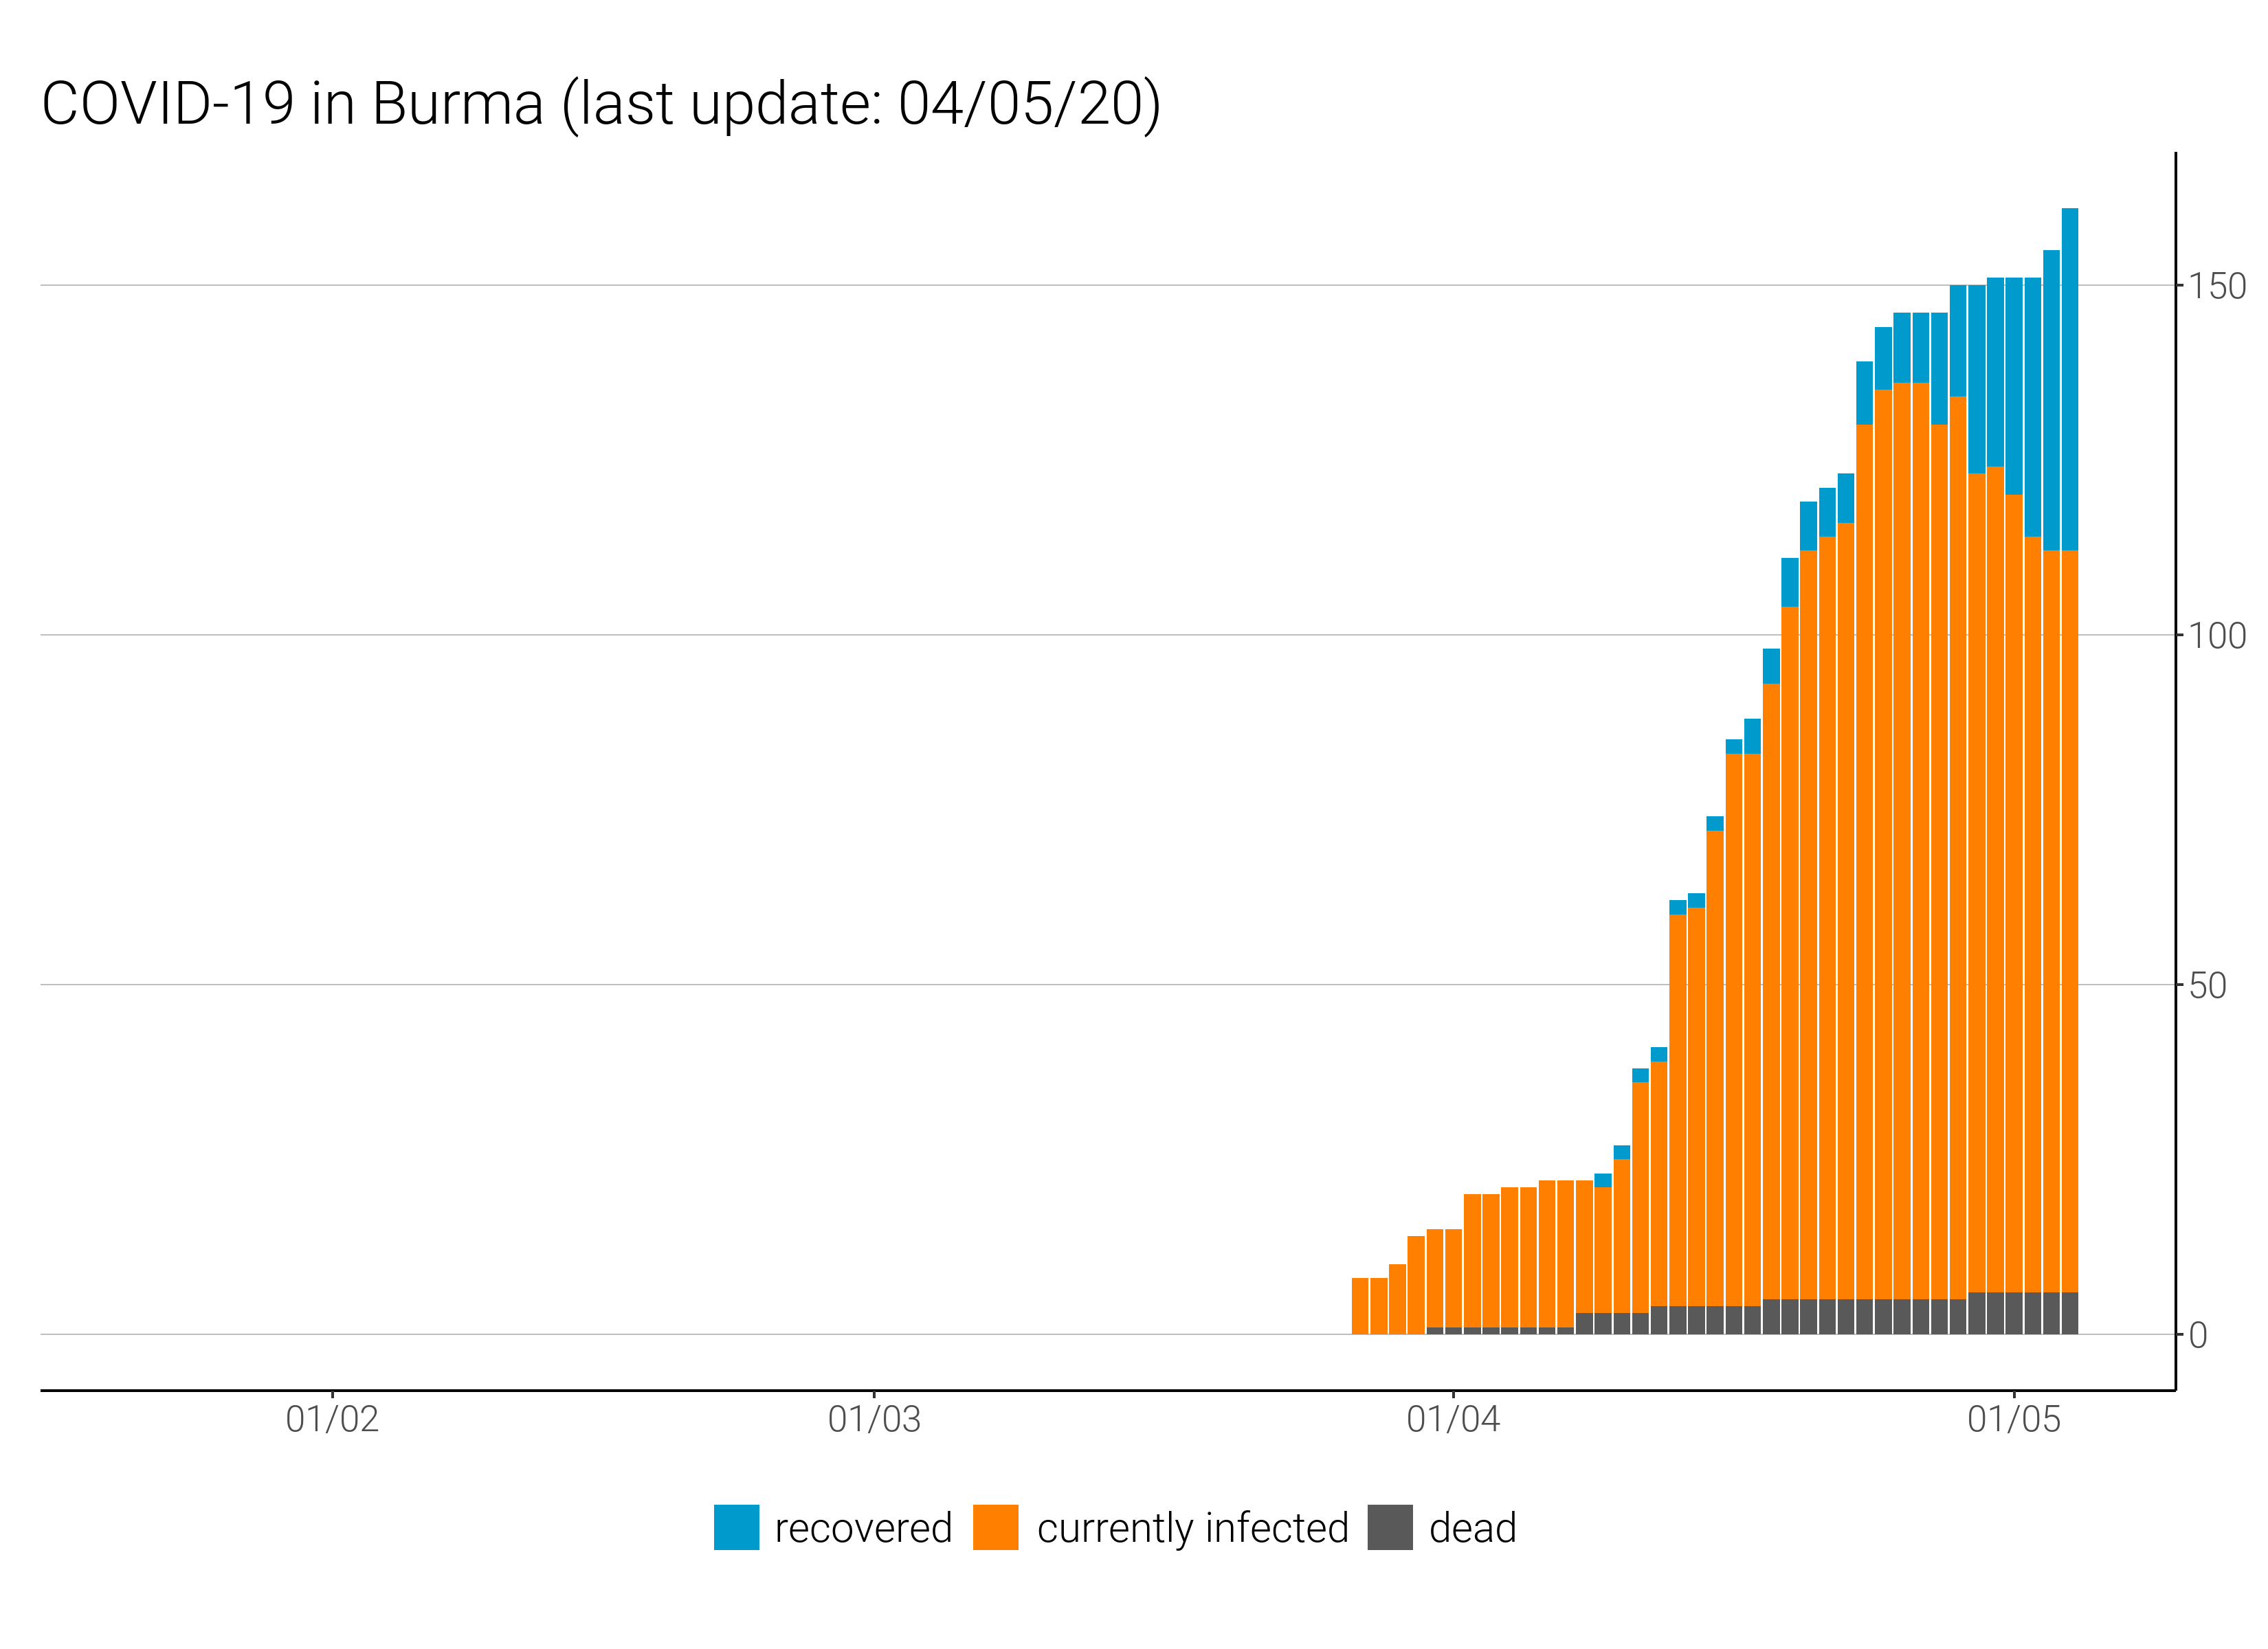 COVID-19 in Burma (last update: 04/05/20)
150
100
50
0
01/02 01/03 01/04 01/05
recovered currently infected dead